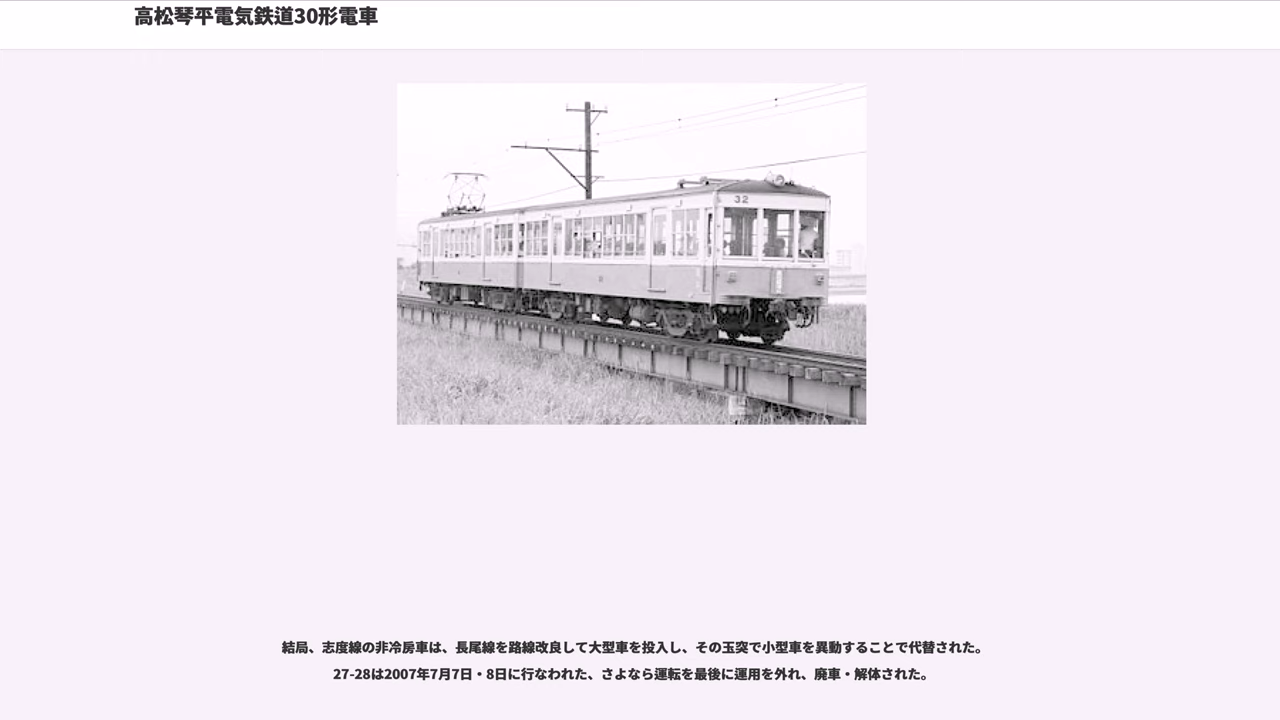 高松琴平電気鉄道30形電車
32
結局、志度線の非冷房車は、長尾線を路線改良して大型車を投入し、その玉突で小型車を異動することで代替された。
27-28は2007年7月7日・8日に行なわれた、さよなら運転を最後に運用を外れ、廃車・解体された。